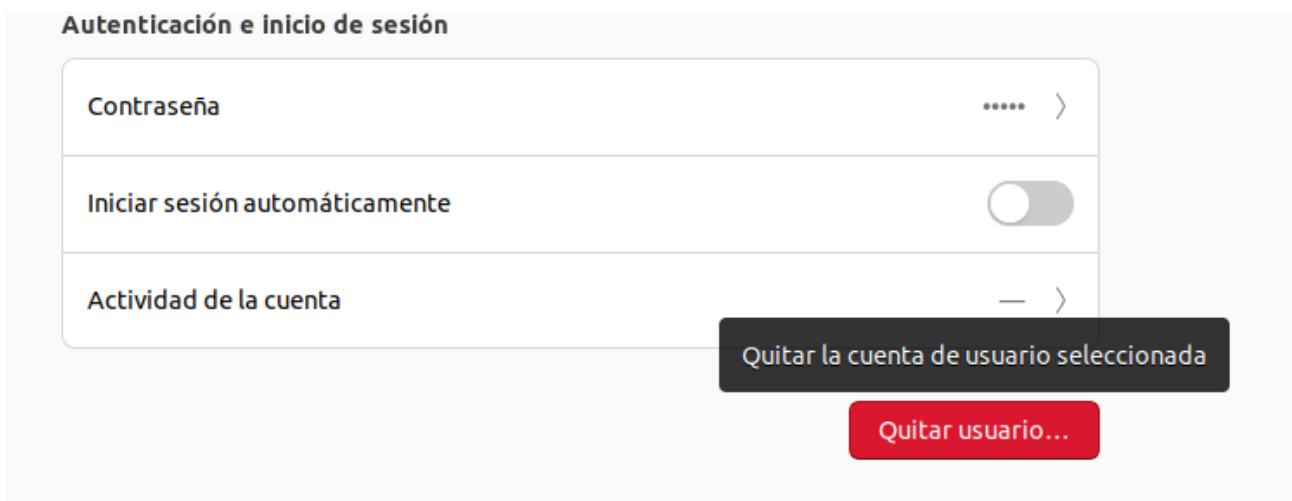 Autenticación e inicio de sesión
Contraseña •••••
Iniciar sesión automáticamente
Actividad de la cuenta —
Quitar la cuenta de usuario seleccionada
Quitar usuario…